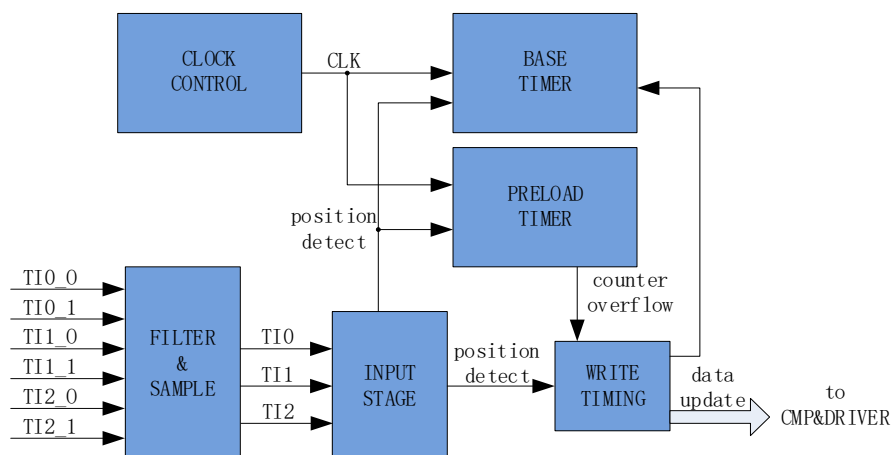 CLOCK
CONTROL
CLK
BASE
TIMER
PRELOAD
TIMER
position
detect
counter
overflow
TI0_0
TI0_1
TI1_0
TI1_1
TI2_0
TI2_1
FILTER
&
SAMPLE
TI0
TI1
TI2
INPUT
STAGE
position
detect
WRITE
TIMING
data
update
to
CMP&DRIVER